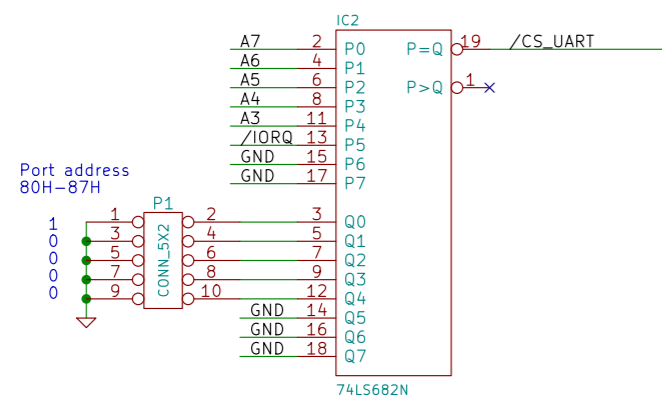 IC2
A7 2 P0 P=Q 19 /CS_UART
A6 4 P1
A5 6 P2 P>Q 1
A4 8 P3
A3 11 P4
/IORQ 13 P5
GND 15 P6
GND 17 P7
Port address
80H-87H
P1
1 1 2 3 Q0
0 3 4 5 Q1
0 5 6 7 Q2
0 7 8 9 Q3
0 9 10 12 Q4
CONN_5X2
GND 14 Q5
GND 16 Q6
GND 18 Q7
74LS682N